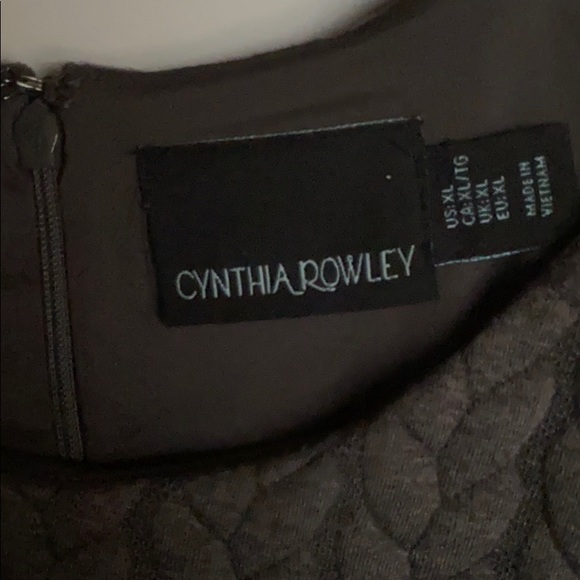 CYNTHIA ROWLEY
US:XL
CA:XL/TG
UK:XL
EU:XL
MADE IN
VIETNAM